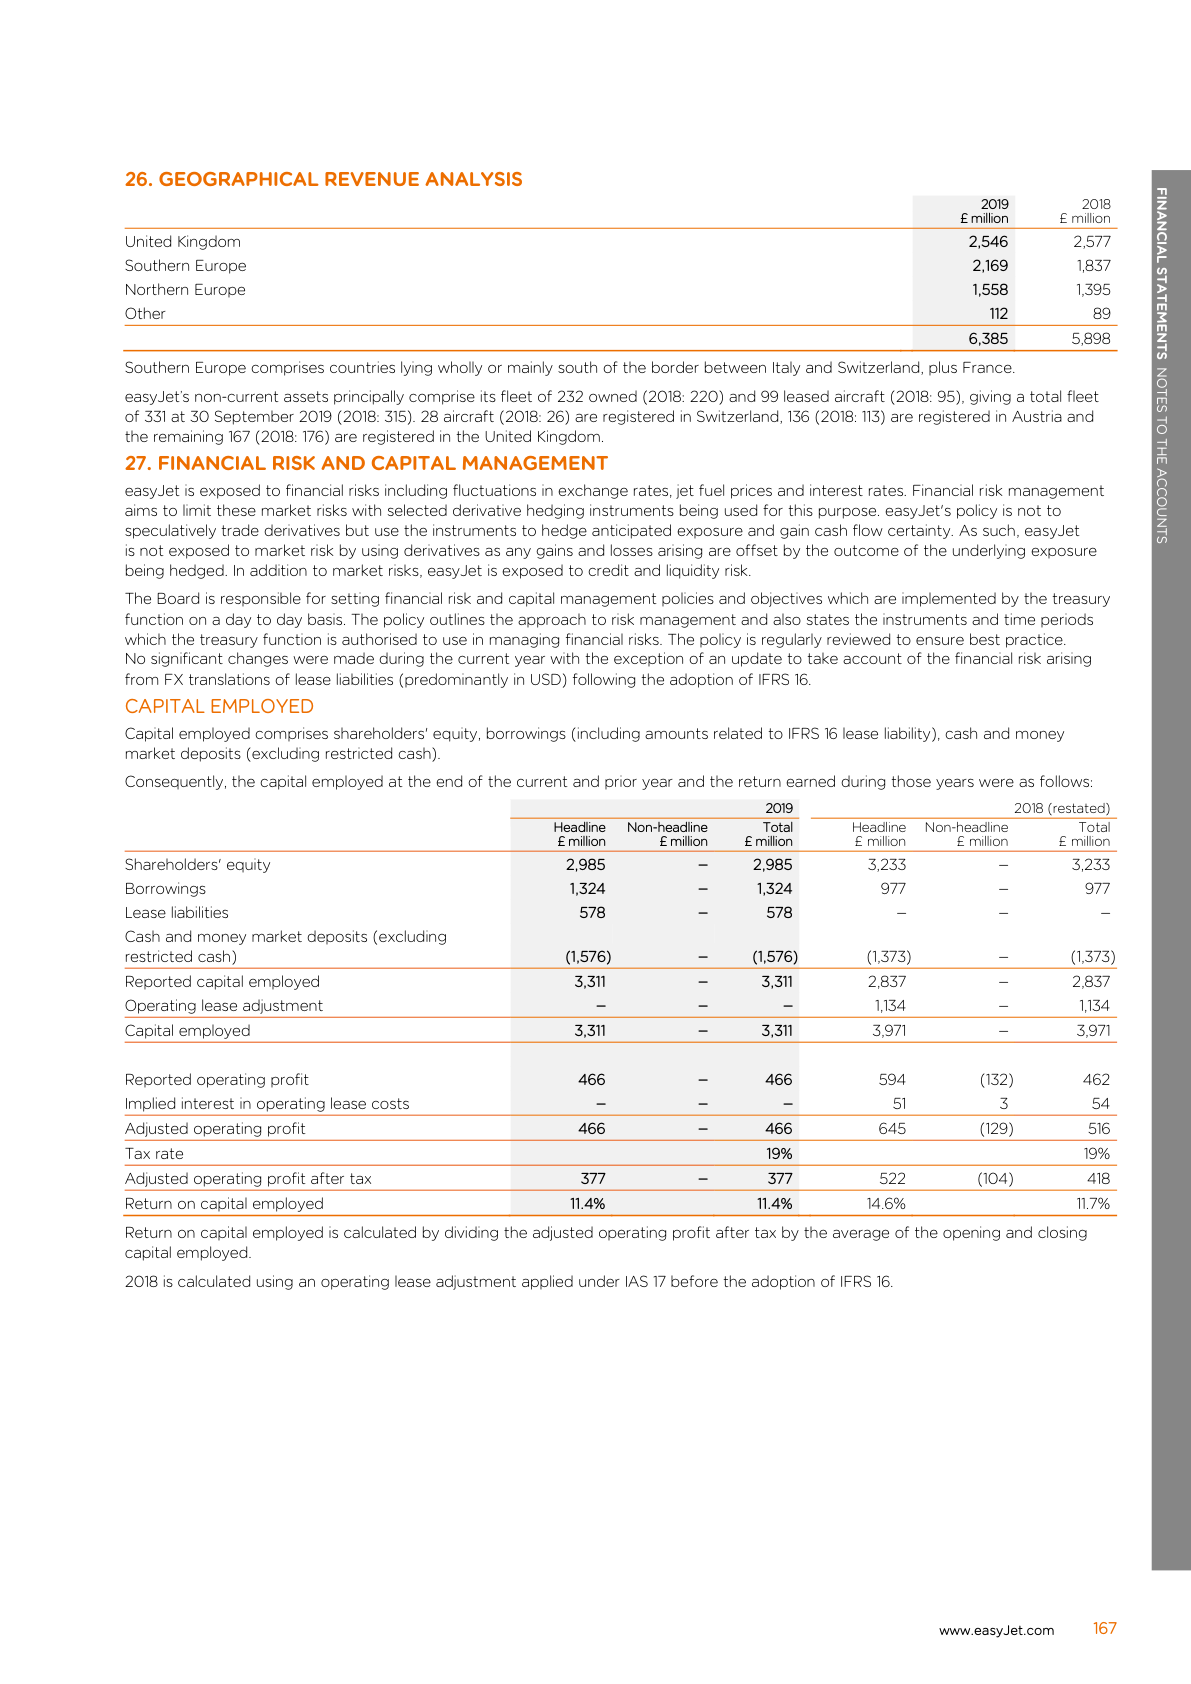 26. GEOGRAPHICAL REVENUE ANALYSIS
2019 2018
£ million £ million
United Kingdom 2,546 2,577
Southern Europe 2,169 1,837
Northern Europe 1,558 1,395
Other 112 89
6,385 5,898
Southern Europe comprises countries lying wholly or mainly south of the border between Italy and Switzerland, plus France.
easyJet's non-current assets principally comprise its fleet of 232 owned (2018: 220) and 99 leased aircraft (2018: 95), giving a total fleet
of 331 at 30 September 2019 (2018: 315). 28 aircraft (2018: 26) are registered in Switzerland, 136 (2018: 113) are registered in Austria and
the remaining 167 (2018: 176) are registered in the United Kingdom.
27. FINANCIAL RISK AND CAPITAL MANAGEMENT
easyJet is exposed to financial risks including fluctuations in exchange rates, jet fuel prices and interest rates. Financial risk management
aims to limit these market risks with selected derivative hedging instruments being used for this purpose. easyJet's policy is not to
speculatively trade derivatives but use the instruments to hedge anticipated exposure and gain cash flow certainty. As such, easyJet
is not exposed to market risk by using derivatives as any gains and losses arising are offset by the outcome of the underlying exposure
being hedged. In addition to market risks, easyJet is exposed to credit and liquidity risk.
The Board is responsible for setting financial risk and capital management policies and objectives which are implemented by the treasury
function on a day to day basis. The policy outlines the approach to risk management and also states the instruments and time periods
which the treasury function is authorised to use in managing financial risks. The policy is regularly reviewed to ensure best practice.
No significant changes were made during the current year with the exception of an update to take account of the financial risk arising
from FX translations of lease liabilities (predominantly in USD) following the adoption of IFRS 16.
CAPITAL EMPLOYED
Capital employed comprises shareholders' equity, borrowings (including amounts related to IFRS 16 lease liability), cash and money
market deposits (excluding restricted cash).
Consequently, the capital employed at the end of the current and prior year and the return earned during those years were as follows:
2019 2018 (restated)
Headline Non-headline Total Headline Non-headline Total
£ million £ million £ million £ million £ million £ million
Shareholders' equity 2,985 – 2,985 3,233 – 3,233
Borrowings 1,324 – 1,324 977 – 977
Lease liabilities 578 – 578 – – –
Cash and money market deposits (excluding
restricted cash) (1,576) – (1,576) (1,373) – (1,373)
Reported capital employed 3,311 – 3,311 2,837 – 2,837
Operating lease adjustment – – – 1,134 – 1,134
Capital employed 3,311 – 3,311 3,971 – 3,971
Reported operating profit 466 – 466 594 (132) 462
Implied interest in operating lease costs – – – 51 3 54
Adjusted operating profit 466 – 466 645 (129) 516
Tax rate 19% 19%
Adjusted operating profit after tax 377 – 377 522 (104) 418
Return on capital employed 11.4% 11.4% 14.6% 11.7%
Return on capital employed is calculated by dividing the adjusted operating profit after tax by the average of the opening and closing
capital employed.
2018 is calculated using an operating lease adjustment applied under IAS 17 before the adoption of IFRS 16.
FINANCIAL STATEMENTS NOTES TO THE ACCOUNTS
www.easyJet.com 167